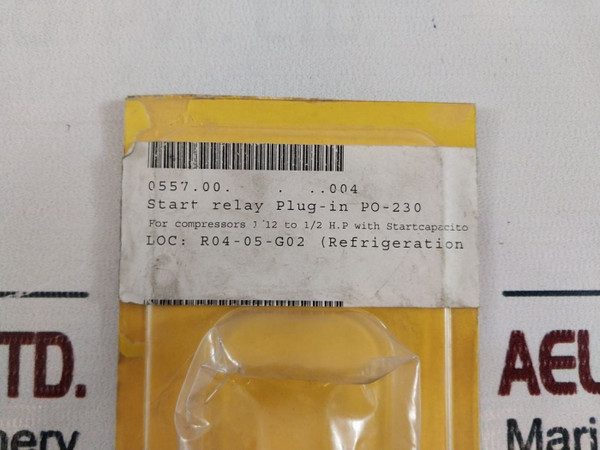 0557.00. . ..004
Start relay Plug-in PO-230
For compressors 1/12 to 1/2 H.P with Startcapacito
LOC: R04-05-G02 (Refrigeration
TD.
AEL
nery
Mari